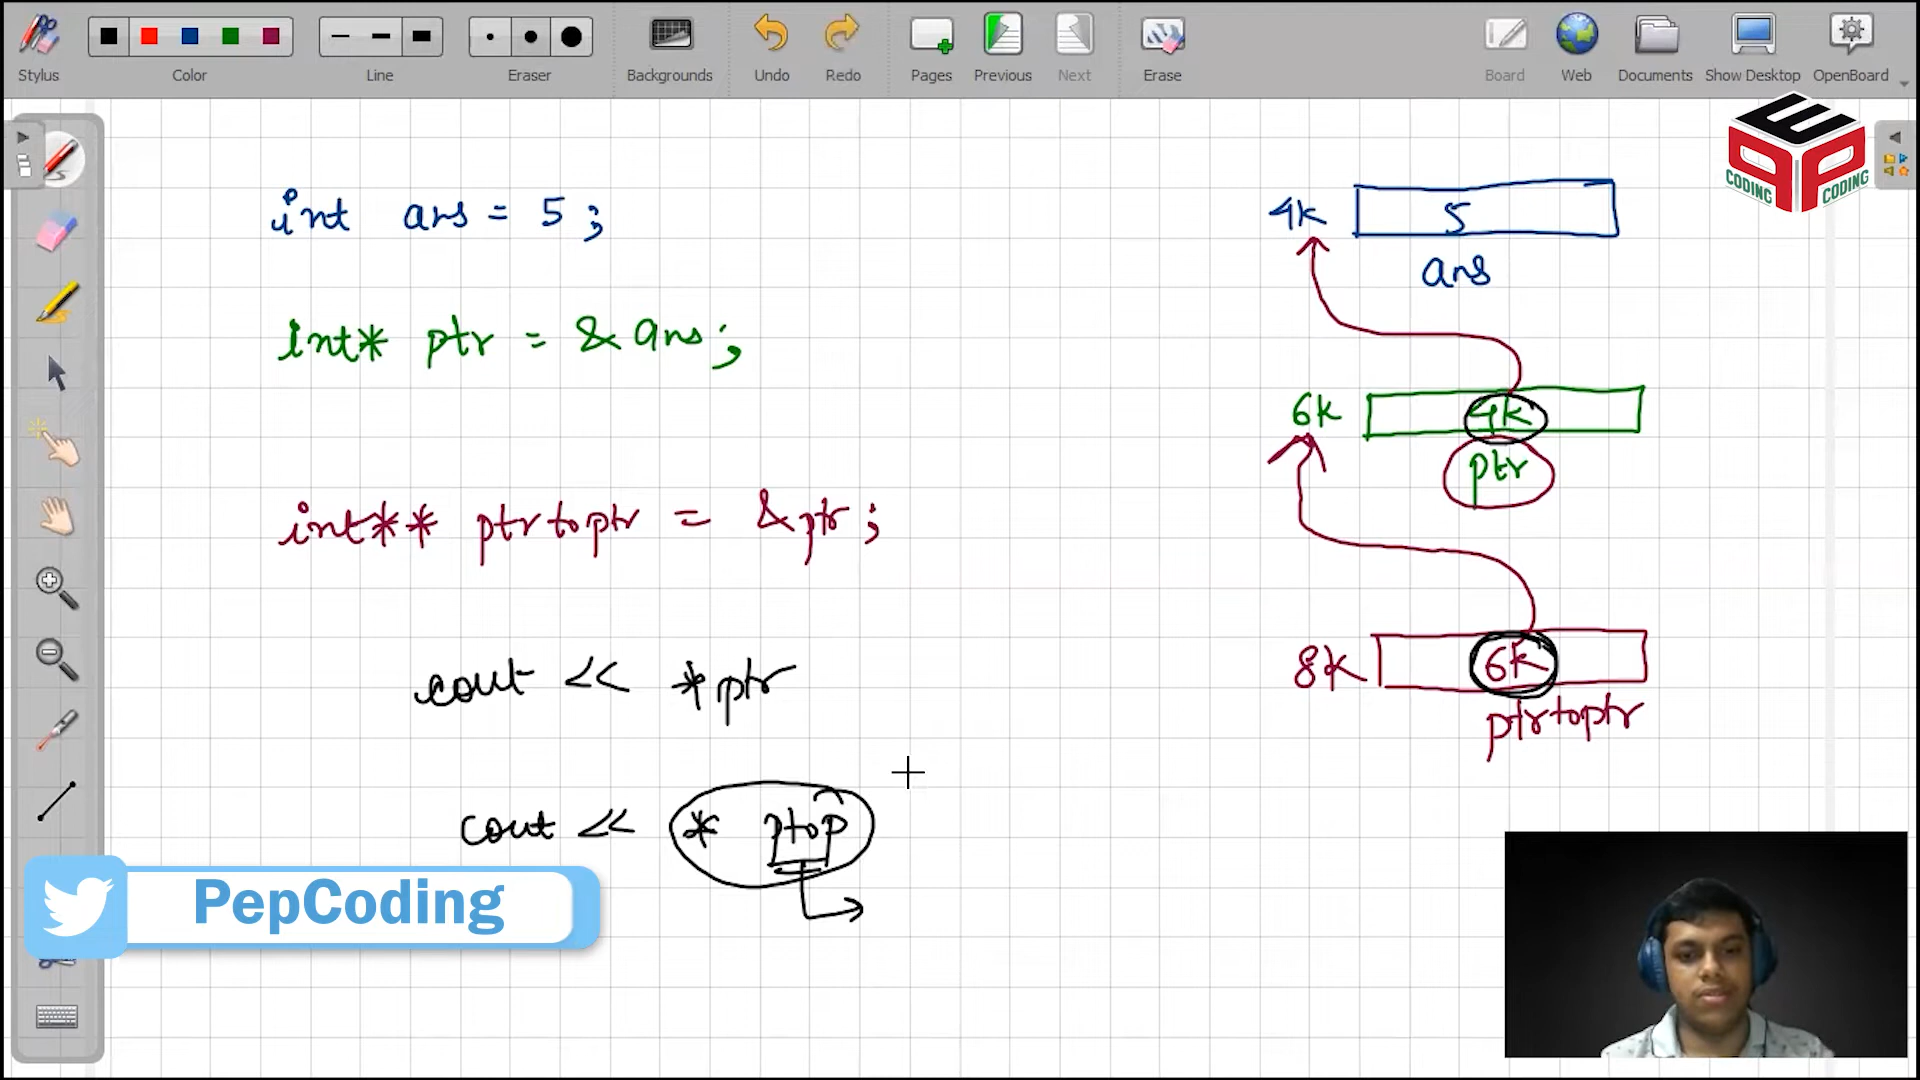 Stylus
Color
Line
Eraser
Backgrounds
Undo
Redo
Pages
Previous
Next
Erase
Board
Web
Documents
Show Desktop
OpenBoard
PEP
CODING
CODING
int ans = 5 ;
4k 5
ans
int* ptr = & ans ;
6k 4k
ptr
int** ptrtoptr = &ptr ;
8k 6k
ptrtoptr
cout << *ptr
cout << * ptop
PepCoding